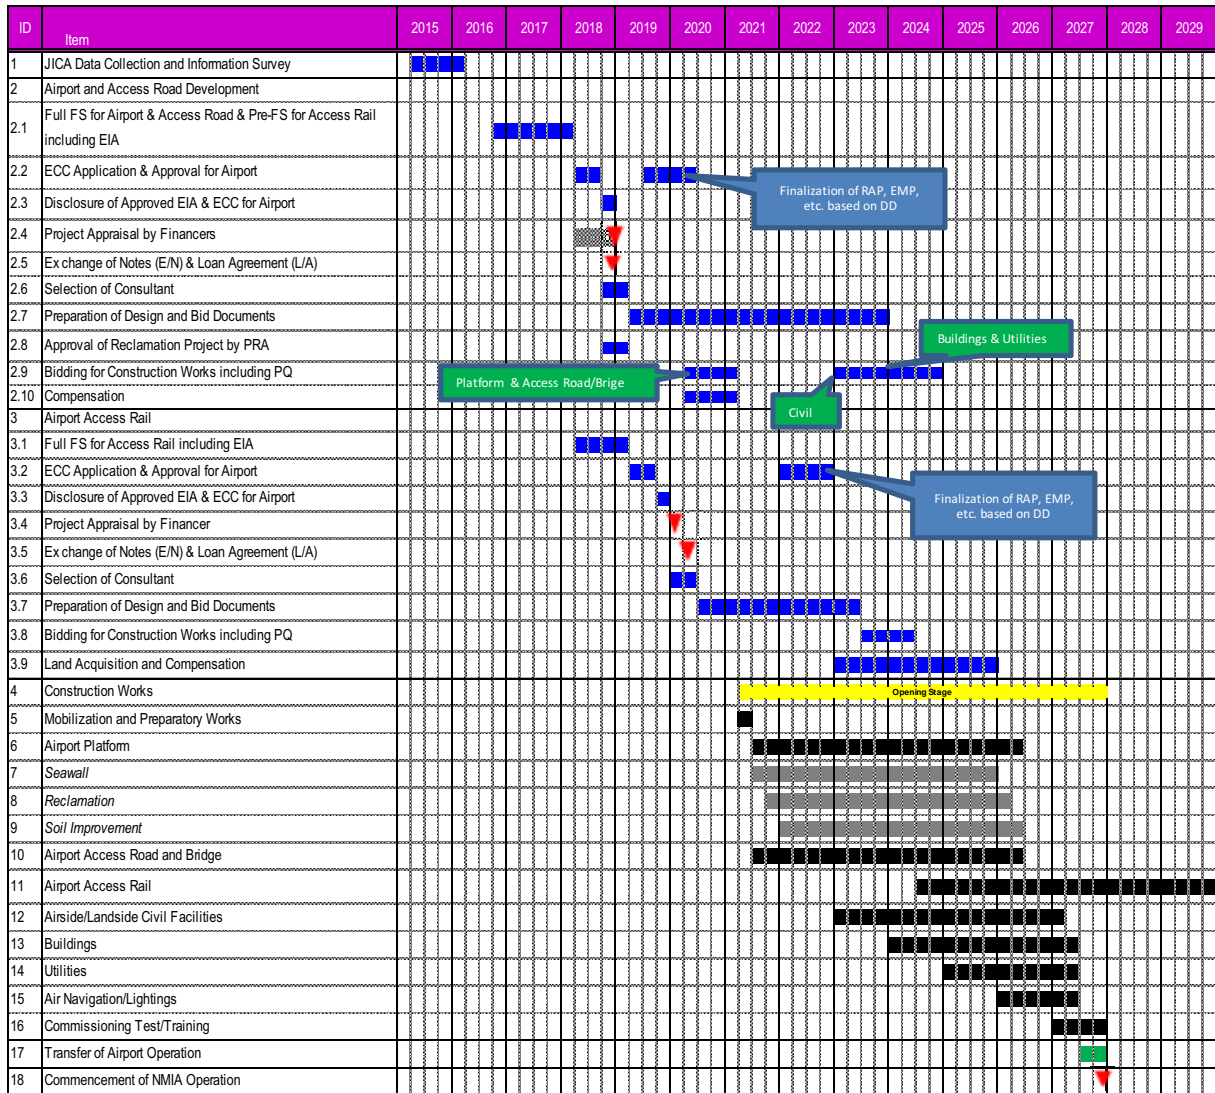 ID
Item
2015 2016 2017 2018 2019 2020 2021 2022 2023 2024 2025 2026 2027 2028 2029
1 JICA Data Collection and Information Survey
2 Airport and Access Road Development
2.1 Full FS for Airport & Access Road & Pre-FS for Access Rail
including EIA
2.2 ECC Application & Approval for Airport
Finalization of RAP, EMP,
etc. based on DD
2.3 Disclosure of Approved EIA & ECC for Airport
2.4 Project Appraisal by Financers
2.5 Ex change of Notes (E/N) & Loan Agreement (L/A)
2.6 Selection of Consultant
2.7 Preparation of Design and Bid Documents
2.8 Approval of Reclamation Project by PRA
Buildings & Utilities
2.9 Bidding for Construction Works including PQ
Platform & Access Road/Brige
2.10 Compensation
Civil
3 Airport Access Rail
3.1 Full FS for Access Rail including EIA
3.2 ECC Application & Approval for Airport
3.3 Disclosure of Approved EIA & ECC for Airport
Finalization of RAP, EMP,
etc. based on DD
3.4 Project Appraisal by Financer
3.5 Ex change of Notes (E/N) & Loan Agreement (L/A)
3.6 Selection of Consultant
3.7 Preparation of Design and Bid Documents
3.8 Bidding for Construction Works including PQ
3.9 Land Acquisition and Compensation
4 Construction Works
Opening Stage
5 Mobilization and Preparatory Works
6 Airport Platform
7 Seawall
8 Reclamation
9 Soil Improvement
10 Airport Access Road and Bridge
11 Airport Access Rail
12 Airside/Landside Civil Facilities
13 Buildings
14 Utilities
15 Air Navigation/Lightings
16 Commissioning Test/Training
17 Transfer of Airport Operation
18 Commencement of NMIA Operation